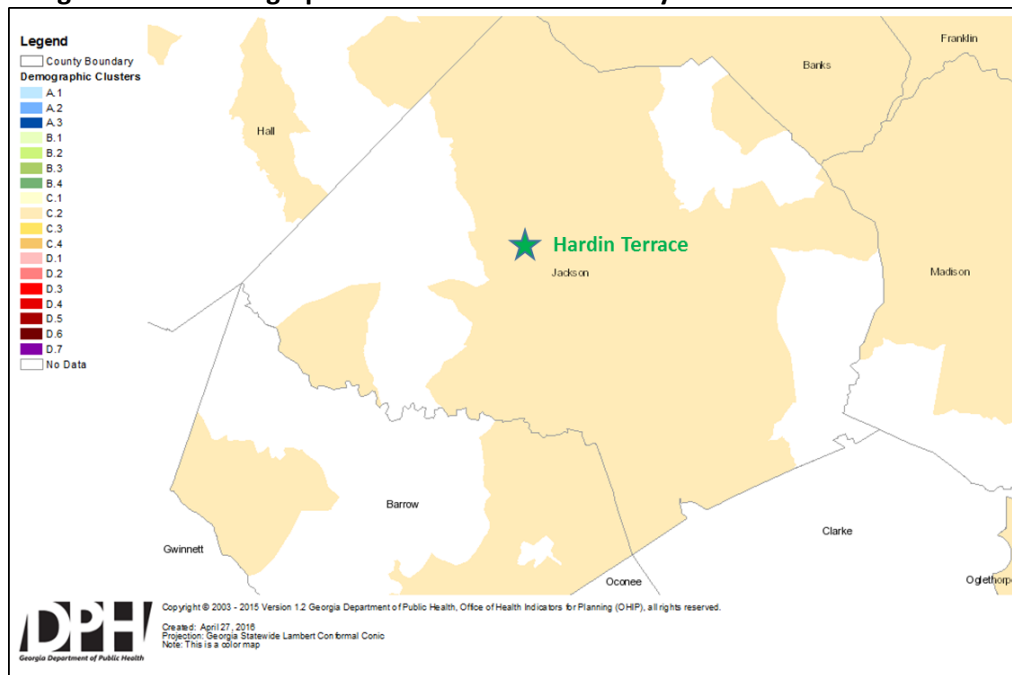 Legend
County Boundary
Demographic Clusters
A.1
A.2
A.3
B.1
B.2
B.3
B.4
C.1
C.2
C.3
C.4
D.1
D.2
D.3
D.4
D.5
D.6
D.7
No Data
Franklin
Banks
Hall
Hardin Terrace
Jackson
Madison
Barrow
Clarke
Gwinnett
Oconee
Oglethorp
DPH
Georgia Department of Public Health
Copyright © 2003 - 2015 Version 1.2 Georgia Department of Public Health, Office of Health Indicators for Planning (OHIP), all rights reserved.
Created: April 27, 2016
Projection: Georgia Statewide Lambert Conformal Conic
Note: This is a color map